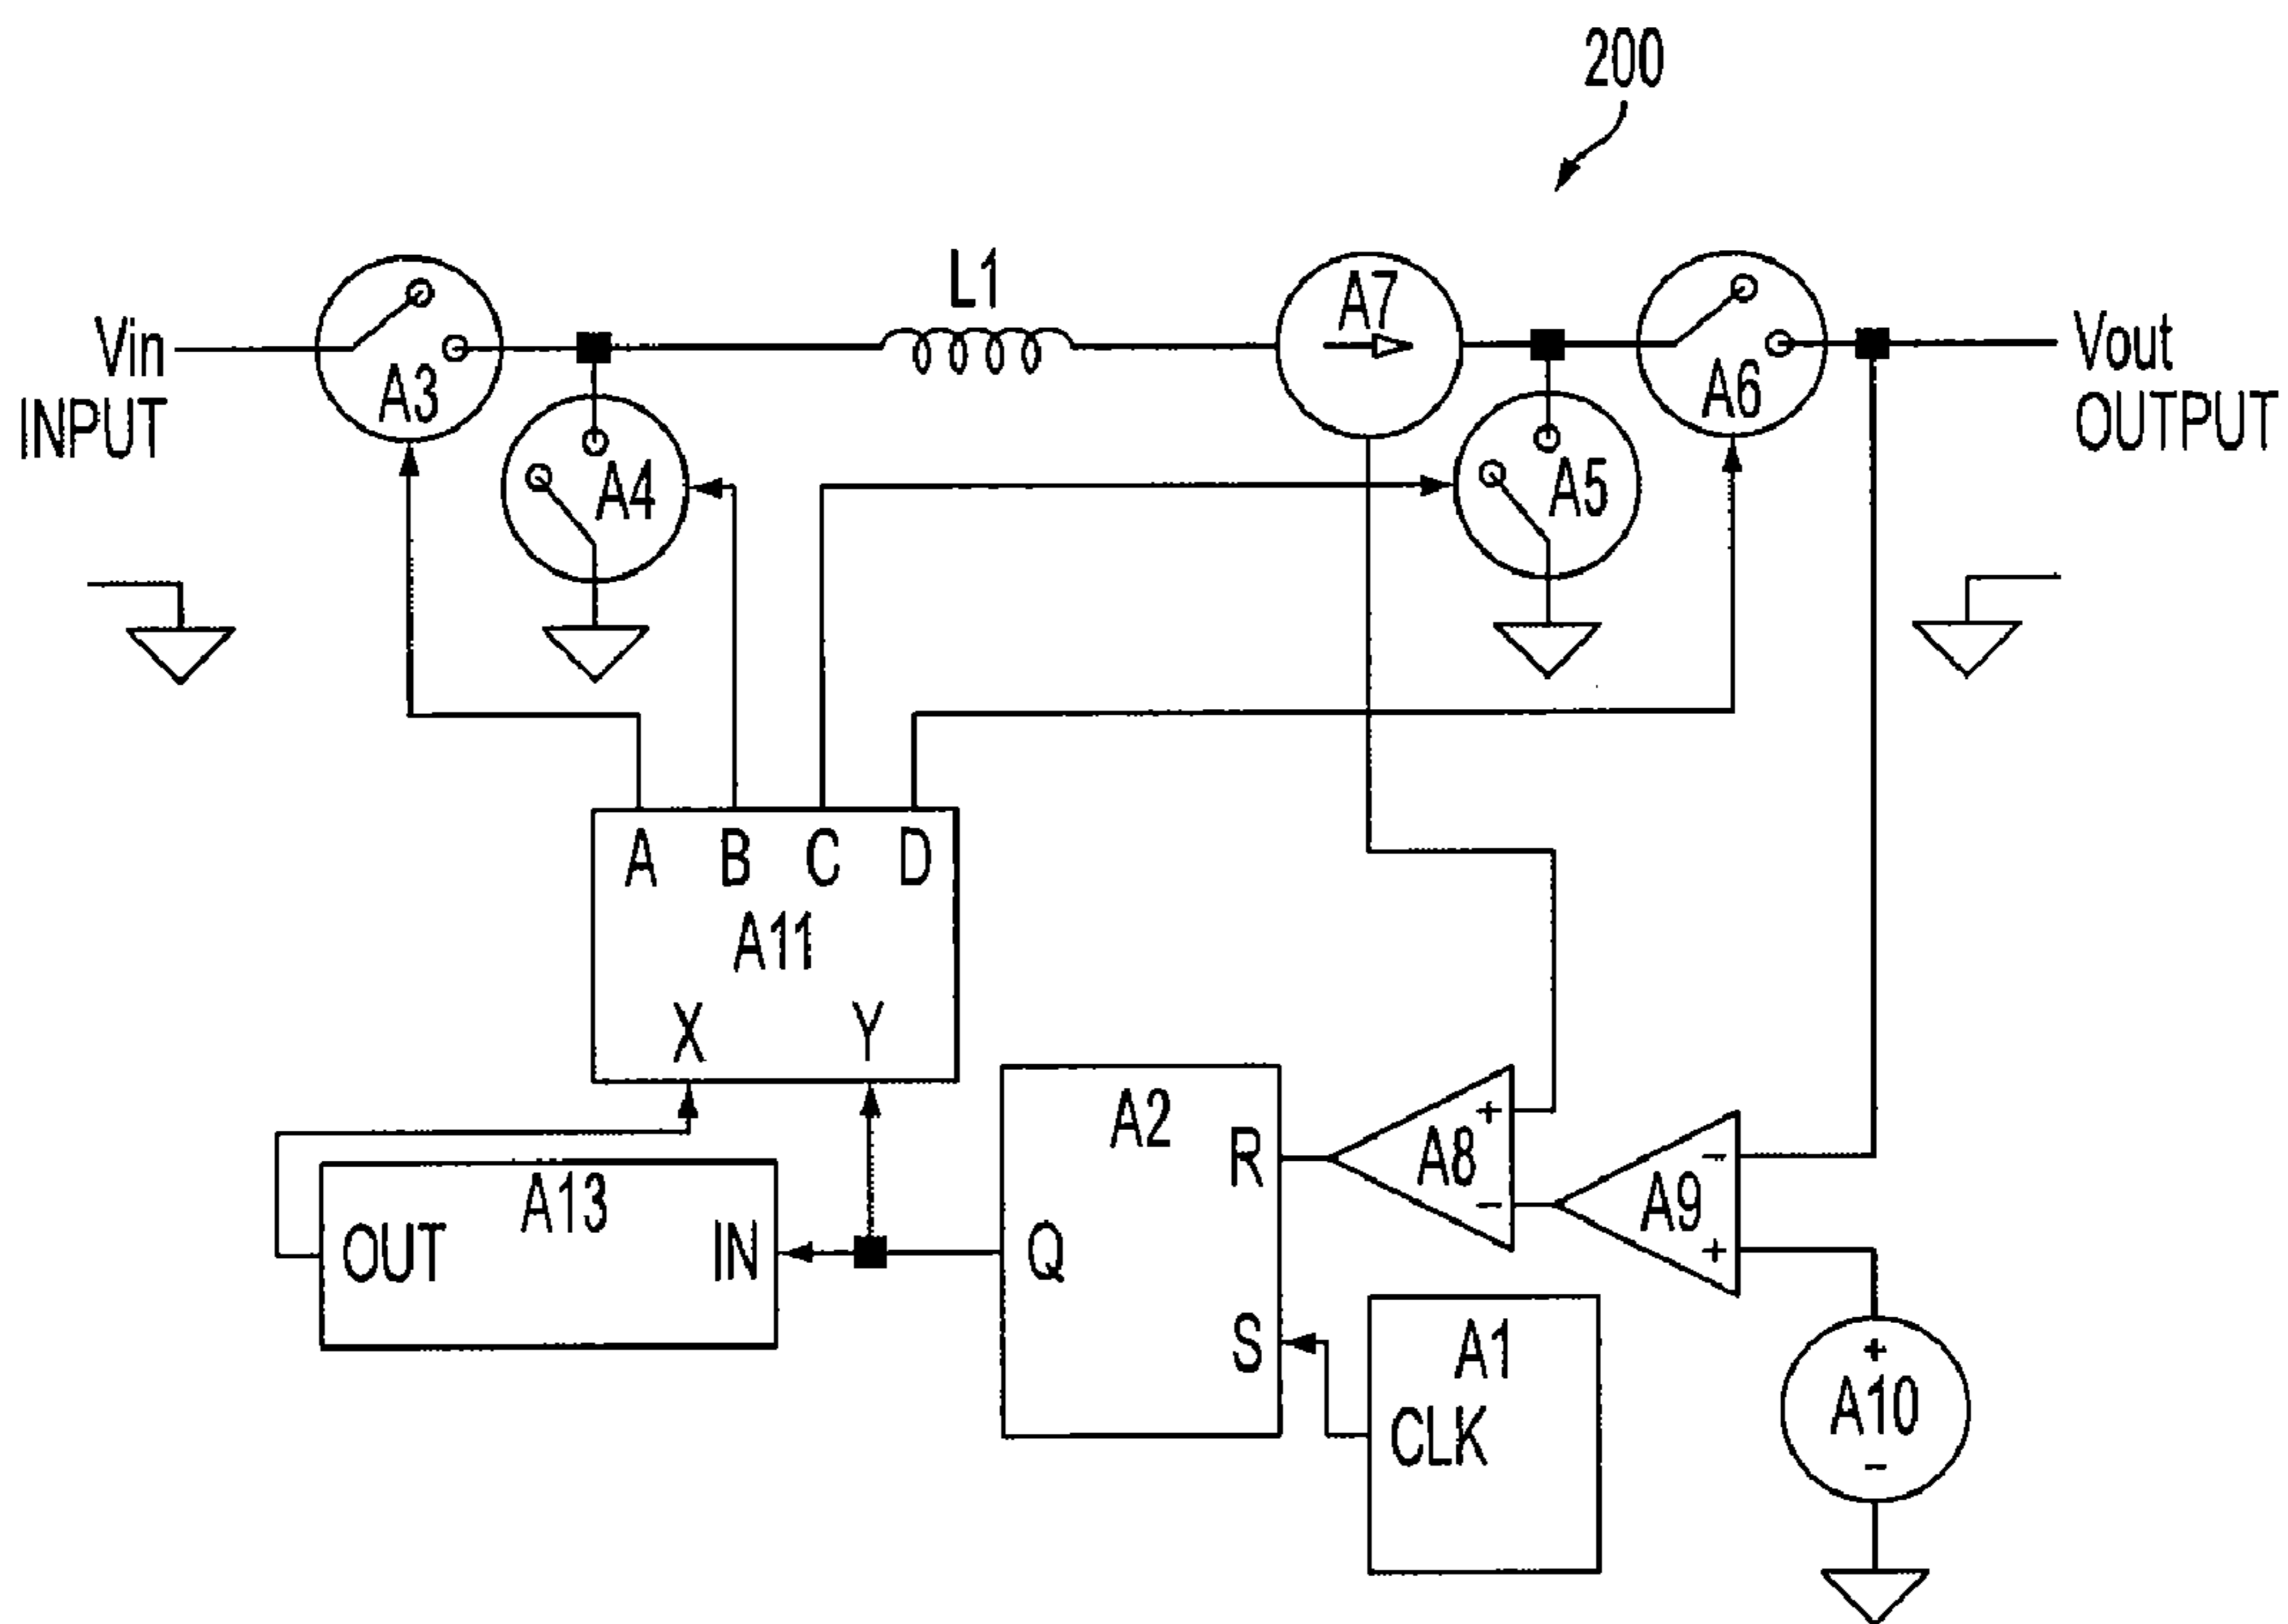 200
L1
A7
Vin
INPUT
A3
A6
Vout
OUTPUT
A4
A5
A B C D
A11
X Y
A2
R
Q
S
A13
OUT IN
+
A8
-
-
A9
+
A1
CLK
+
A10
-